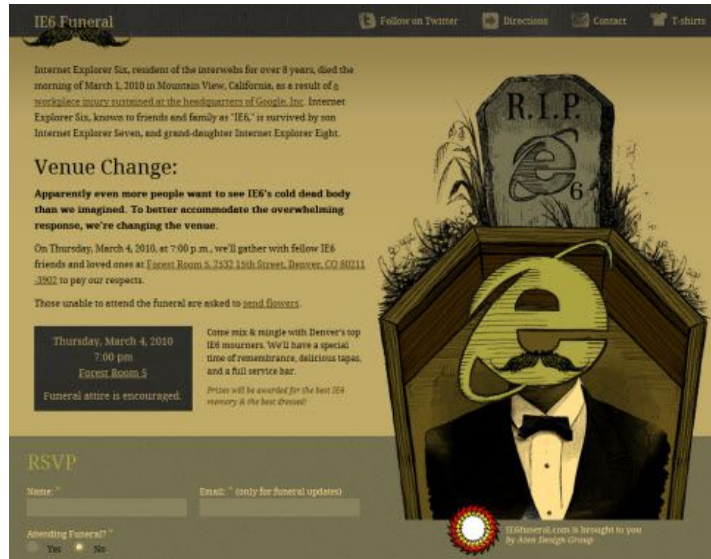 IE6 Funeral
Follow on Twitter
Directions
Contact
T-shirts
Internet Explorer Six, resident of the interwebs for over 8 years, died the
morning of March 1, 2010 in Mountain View, California, as a result of a
workplace injury sustained at the headquarters of Google, Inc. Internet
Explorer Six, known to friends and family as "IE6," is survived by son
Internet Explorer Seven, and grand-daughter Internet Explorer Eight.
Venue Change:
Apparently even more people want to see IE6's cold dead body
than we imagined. To better accommodate the overwhelming
response, we're changing the venue.
On Thursday, March 4, 2010, at 7:00 p.m., we'll gather with fellow IE6
friends and loved ones at Forest Room 5, 2532 15th Street, Denver, CO 80211
-3902 to pay our respects.
Those unable to attend the funeral are asked to send flowers.
Thursday, March 4, 2010
7:00 pm
Forest Room 5
Funeral attire is encouraged.
Come mix & mingle with Denver's top
IE6 mourners. We'll have a special
time of remembrance, delicious tapas,
and a full service bar.
Prizes will be awarded for the best IE6
memory & the best dressed!
R.I.P.
e6
RSVP
Name: *
Email: * (only for funeral updates)
Attending Funeral? *
Yes
No
IE6funeral.com is brought to you
by Aten Design Group